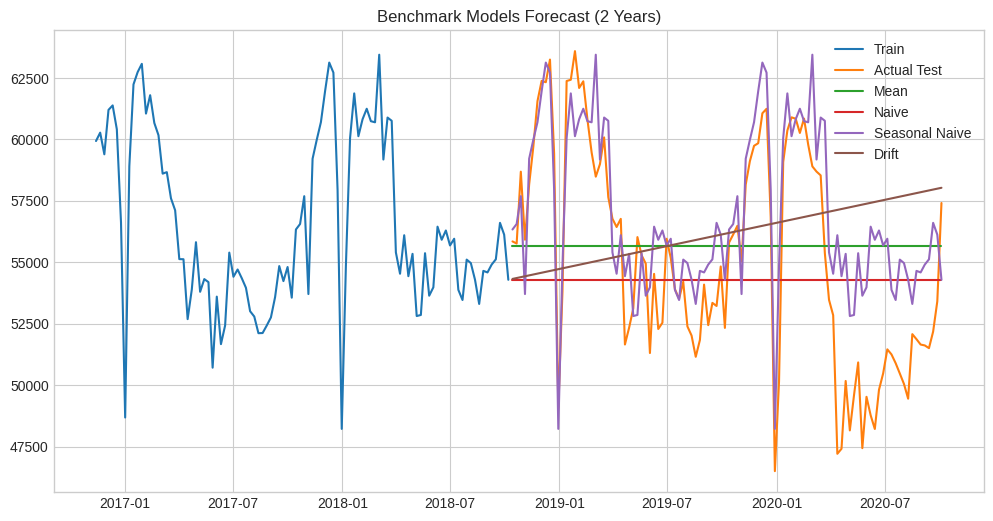 Benchmark Models Forecast (2 Years)
Train
Actual Test
Mean
Naive
Seasonal Naive
Drift
62500
60000
57500
55000
52500
50000
47500
2017-01 2017-07 2018-01 2018-07 2019-01 2019-07 2020-01 2020-07